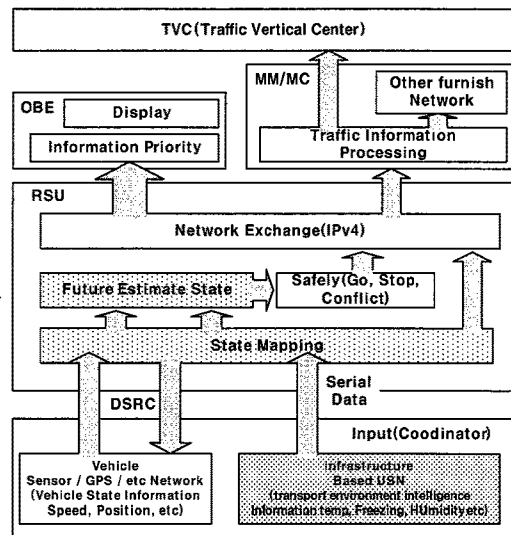 TVC(Traffic Vertical Center)
MM/MC
Other furnish
Network
OBE
Display
Information Priority
Traffic Information
Processing
RSU
Network Exchange(IPv4)
Future Estimate State
Safely(Go, Stop,
Conflict)
State Mapping
DSRC
Serial
Data
Input(Coodinator)
Vehicle
Sensor / GPS / etc Network
(Vehicle State Information
Speed, Position, etc)
Infrastructure
Based USN
(transport environment intelligence
Information temp, Freezing, HUmidity etc)